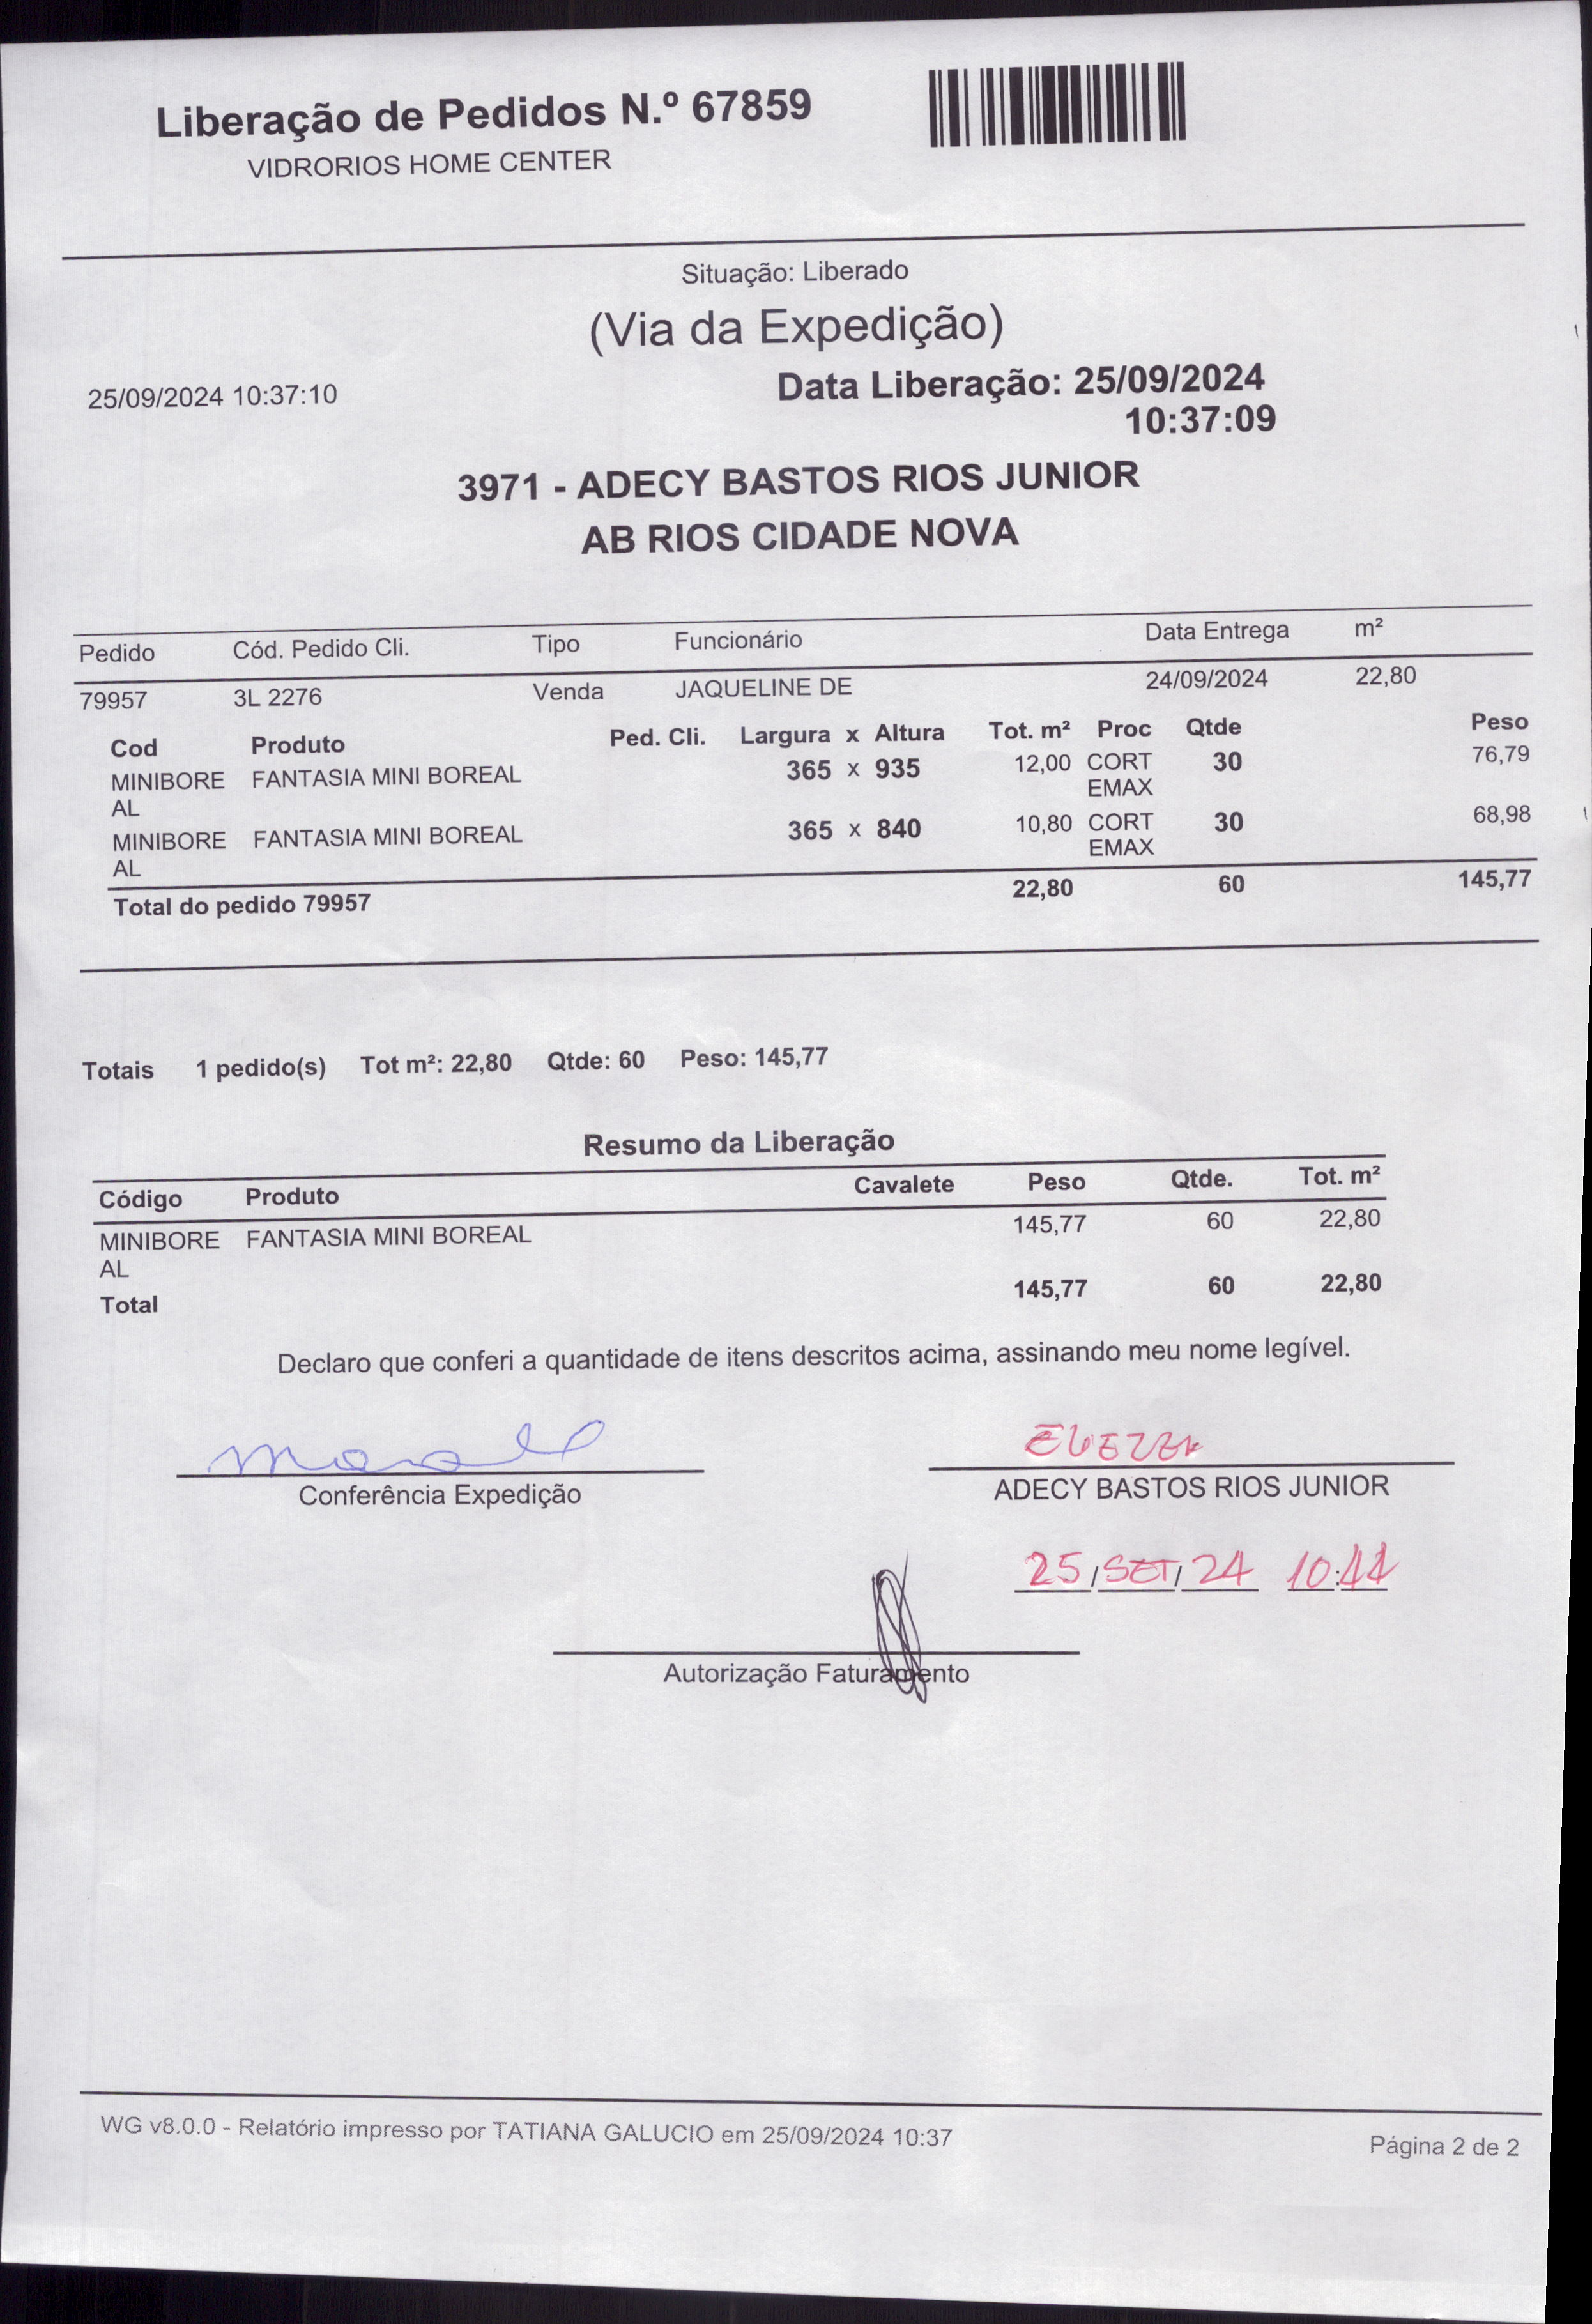 Liberação de Pedidos N.º 67859
VIDRORIOS HOME CENTER
Situação: Liberado
(Via da Expedição)
25/09/2024 10:37:10
Data Liberação: 25/09/2024
10:37:09
3971 - ADECY BASTOS RIOS JUNIOR
AB RIOS CIDADE NOVA
Pedido Cód. Pedido Cli. Tipo Funcionário Data Entrega m²
79957 3L 2276 Venda JAQUELINE DE 24/09/2024 22,80
Cod Produto Ped. Cli. Largura x Altura Tot. m² Proc Qtde Peso
MINIBORE FANTASIA MINI BOREAL 365 x 935 12,00 CORT 30 76,79
AL EMAX
MINIBORE FANTASIA MINI BOREAL 365 x 840 10,80 CORT 30 68,98
AL EMAX
Total do pedido 79957 22,80 60 145,77
Totais 1 pedido(s) Tot m²: 22,80 Qtde: 60 Peso: 145,77
Resumo da Liberação
Código Produto Cavalete Peso Qtde. Tot. m²
MINIBORE FANTASIA MINI BOREAL 145,77 60 22,80
AL
Total 145,77 60 22,80
Declaro que conferi a quantidade de itens descritos acima, assinando meu nome legível.
Conferência Expedição
ADECY BASTOS RIOS JUNIOR
25/SET/24 10:41
Autorização Faturamento
WG v8.0.0 - Relatório impresso por TATIANA GALUCIO em 25/09/2024 10:37
Página 2 de 2